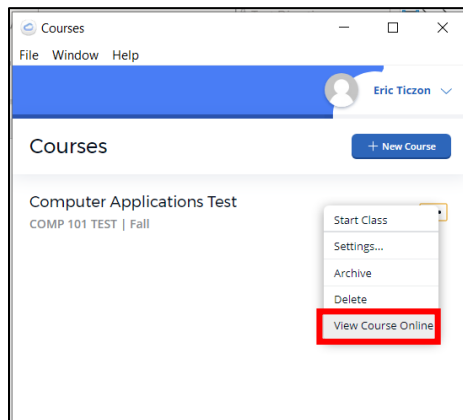 Courses
File Window Help
Eric Ticzon
Courses
+ New Course
Computer Applications Test
COMP 101 TEST | Fall
Start Class
Settings...
Archive
Delete
View Course Online